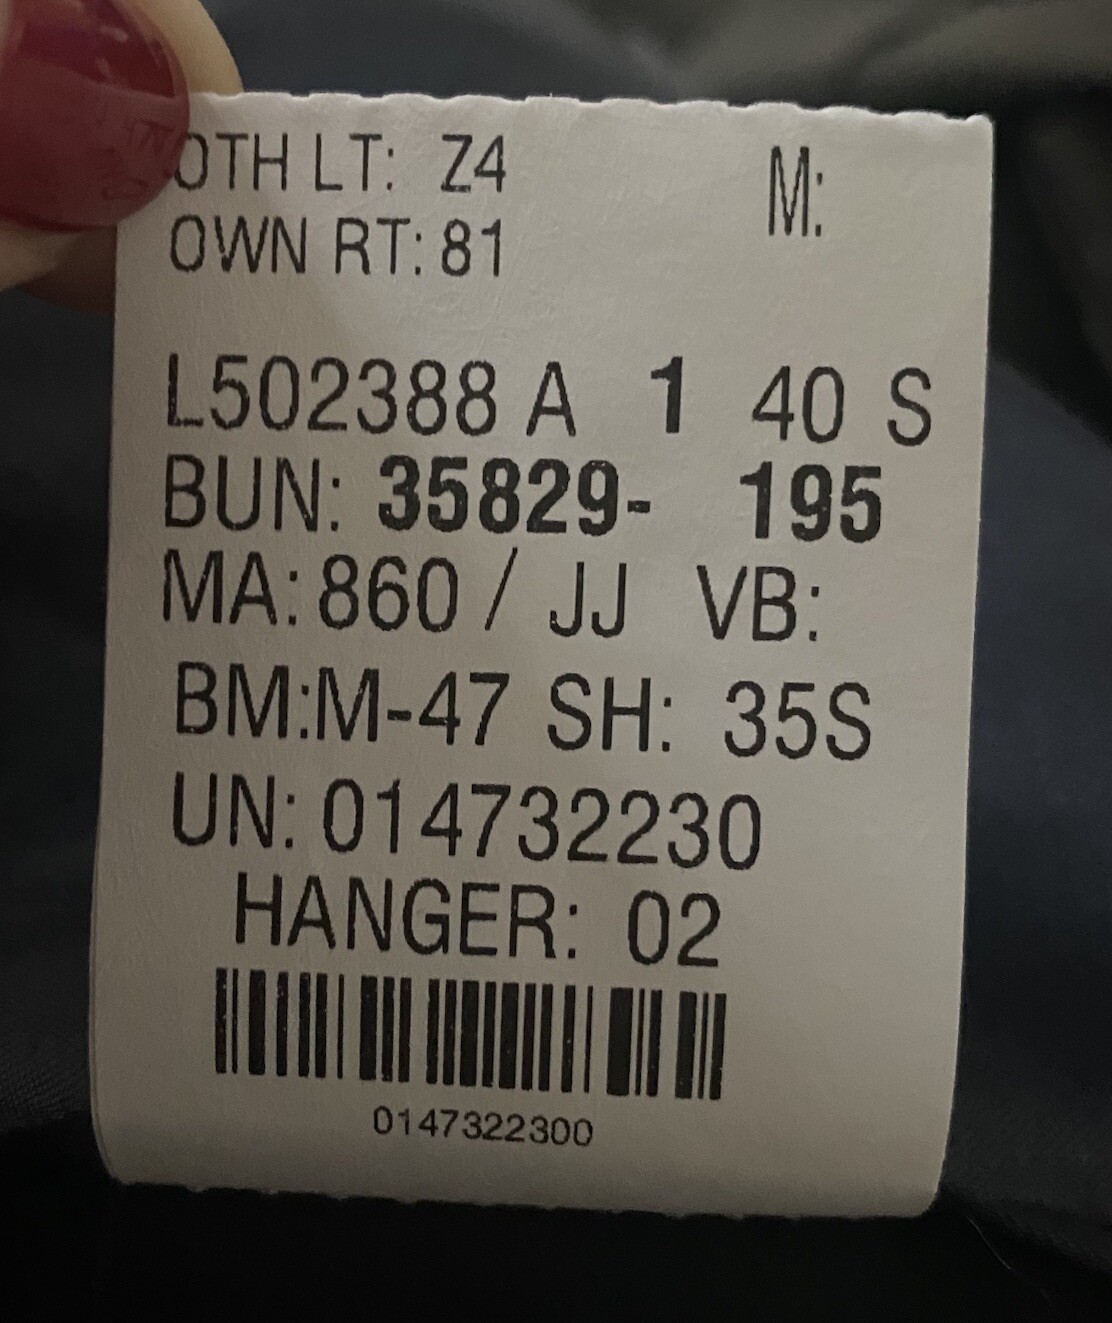 OTH LT: Z4 M:
OWN RT: 81
L502388 A 1 40 S
BUN: 35829- 195
MA: 860 / JJ VB:
BM:M-47 SH: 35S
UN: 014732230
HANGER: 02
0147322300